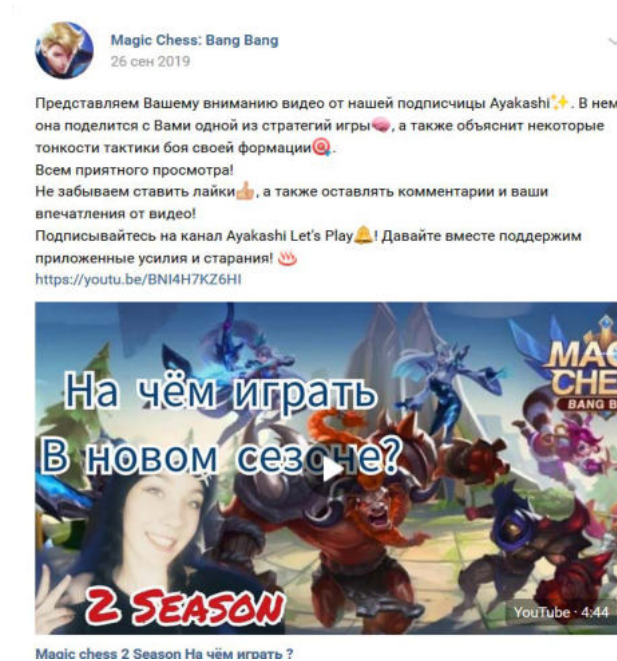 Magic Chess: Bang Bang
26 сен 2019
Представляем Вашему вниманию видео от нашей подписчицы Ayakashi✨. В нем
она поделится с Вами одной из стратегий игры🧠, а также объяснит некоторые
тонкости тактики боя своей формации🎯.
Всем приятного просмотра!
Не забываем ставить лайки👍🏼, а также оставлять комментарии и ваши
впечатления от видео!
Подписывайтесь на канал Ayakashi Let's Play🔔! Давайте вместе поддержим
приложенные усилия и старания! ♨️
https://youtu.be/BNI4H7KZ6HI
MAG
CHE
BANG B
На чём играть
В новом сезоне?
2 SEASON
YouTube · 4:44
Magic chess 2 Season На чём играть ?